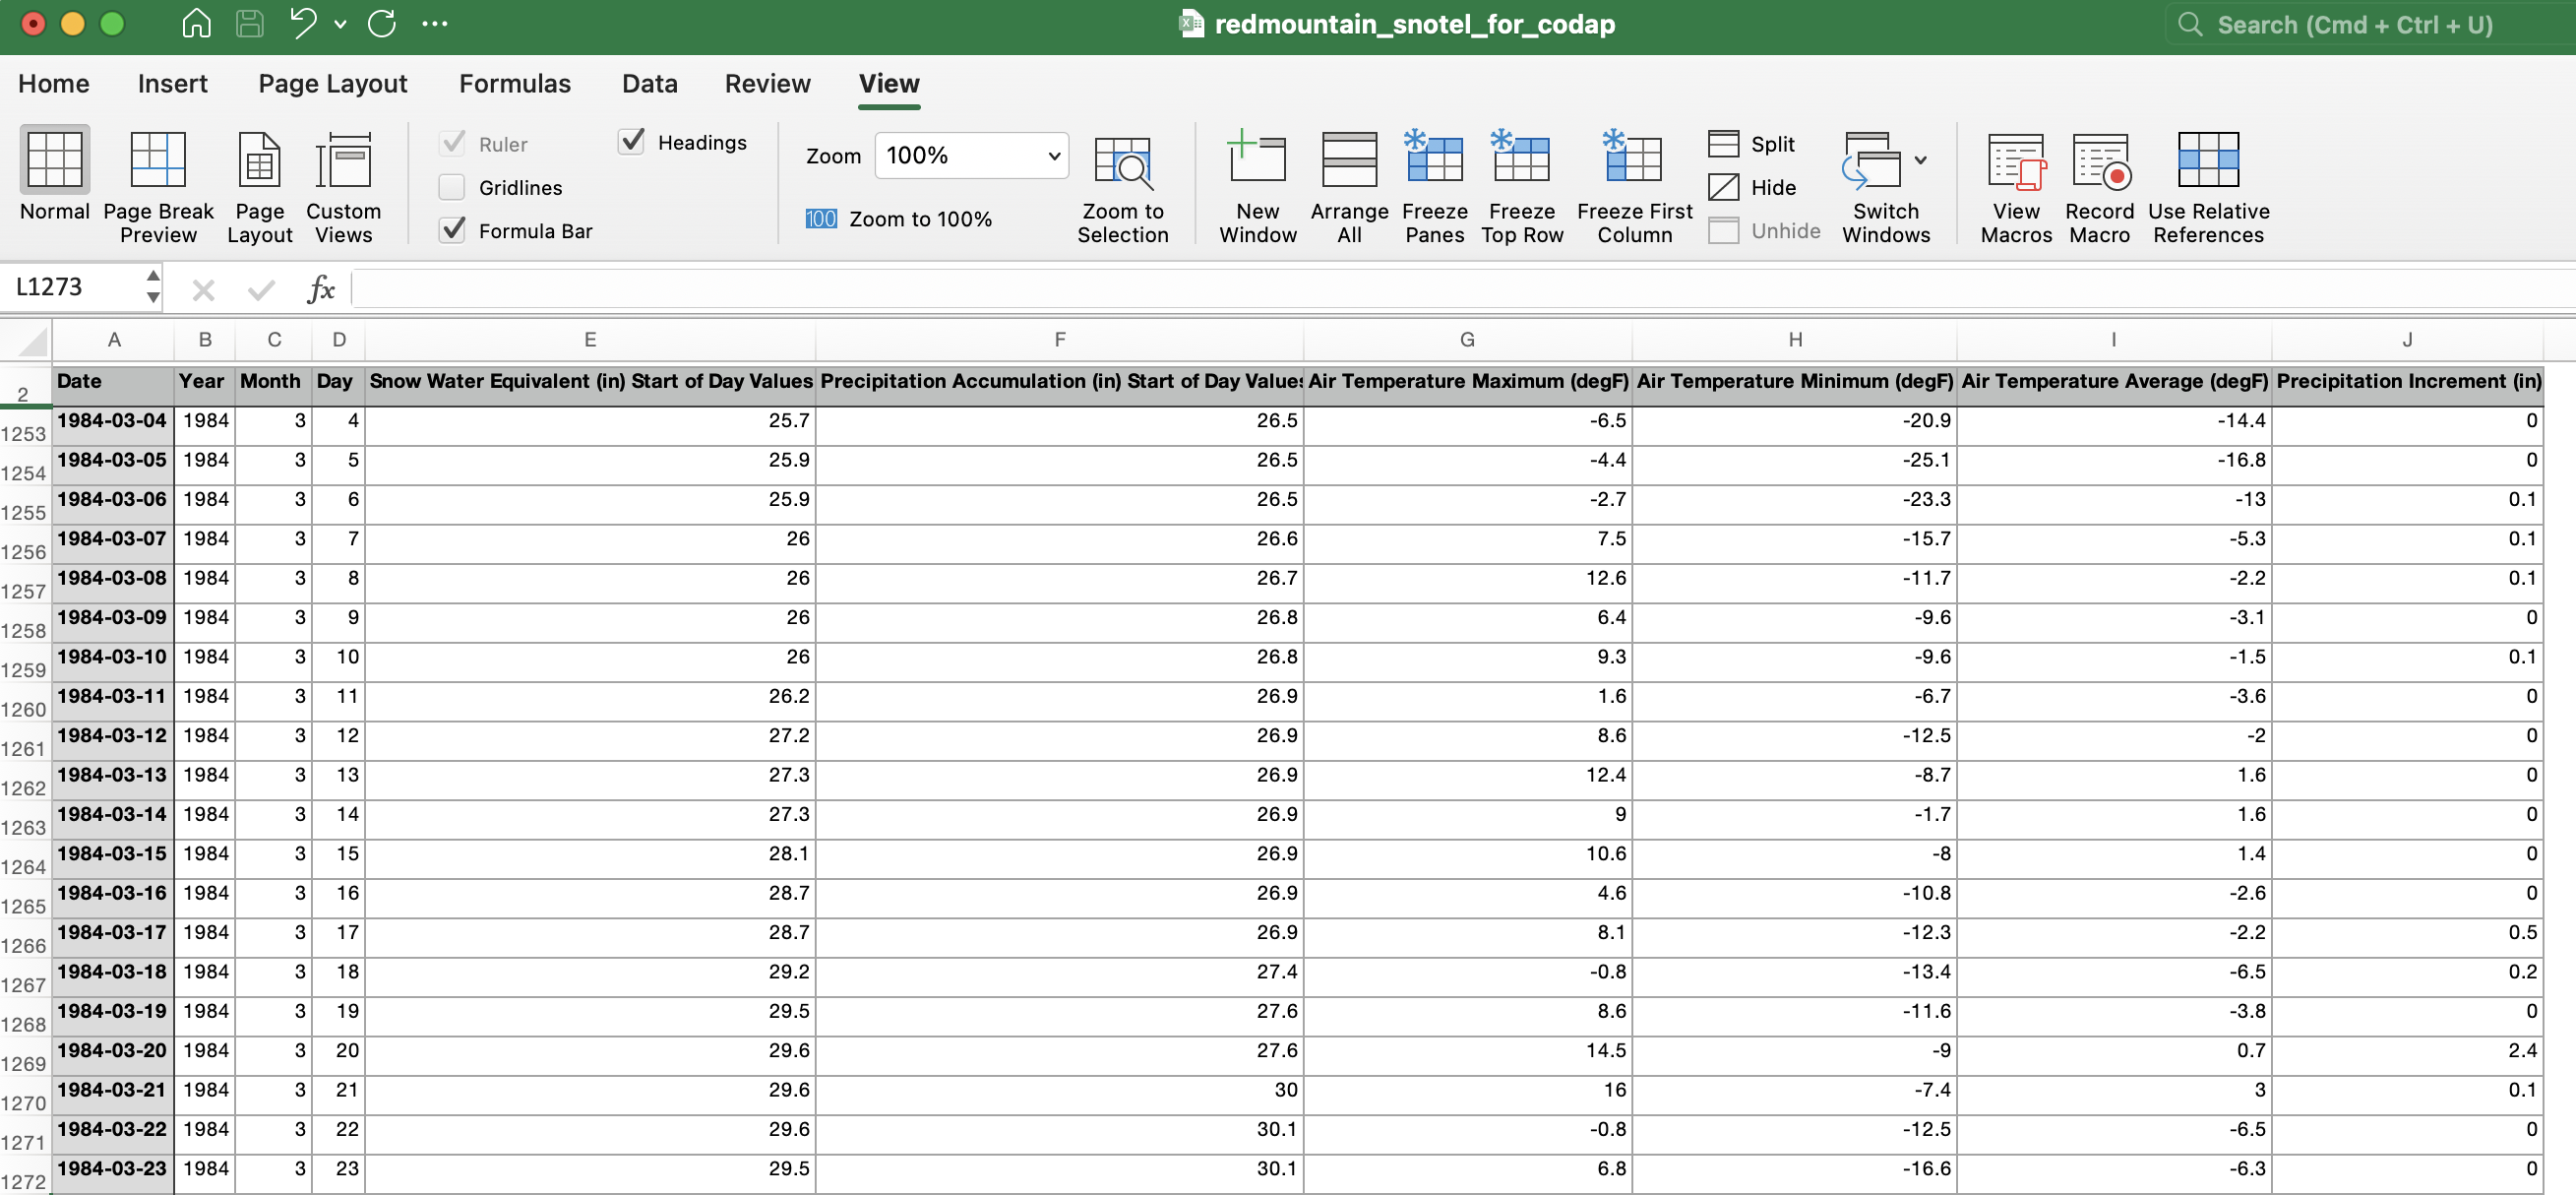 redmountain_snotel_for_codap
Search (Cmd + Ctrl + U)
Home Insert Page Layout Formulas Data Review View
Ruler Headings Zoom 100% Split
Gridlines Hide
Formula Bar 100 Zoom to 100% Unhide
Normal Page Break Preview Page Layout Custom Views Zoom to Selection New Window Arrange All Freeze Panes Freeze Top Row Freeze First Column Switch Windows View Macros Record Macro Use Relative References
L1273 fx
A B C D E F G H I J
2 Date Year Month Day Snow Water Equivalent (in) Start of Day Values Precipitation Accumulation (in) Start of Day Values Air Temperature Maximum (degF) Air Temperature Minimum (degF) Air Temperature Average (degF) Precipitation Increment (in)
1253 1984-03-04 1984 3 4 25.7 26.5 -6.5 -20.9 -14.4 0
1254 1984-03-05 1984 3 5 25.9 26.5 -4.4 -25.1 -16.8 0
1255 1984-03-06 1984 3 6 25.9 26.5 -2.7 -23.3 -13 0.1
1256 1984-03-07 1984 3 7 26 26.6 7.5 -15.7 -5.3 0.1
1257 1984-03-08 1984 3 8 26 26.7 12.6 -11.7 -2.2 0.1
1258 1984-03-09 1984 3 9 26 26.8 6.4 -9.6 -3.1 0
1259 1984-03-10 1984 3 10 26 26.8 9.3 -9.6 -1.5 0.1
1260 1984-03-11 1984 3 11 26.2 26.9 1.6 -6.7 -3.6 0
1261 1984-03-12 1984 3 12 27.2 26.9 8.6 -12.5 -2 0
1262 1984-03-13 1984 3 13 27.3 26.9 12.4 -8.7 1.6 0
1263 1984-03-14 1984 3 14 27.3 26.9 9 -1.7 1.6 0
1264 1984-03-15 1984 3 15 28.1 26.9 10.6 -8 1.4 0
1265 1984-03-16 1984 3 16 28.7 26.9 4.6 -10.8 -2.6 0
1266 1984-03-17 1984 3 17 28.7 26.9 8.1 -12.3 -2.2 0.5
1267 1984-03-18 1984 3 18 29.2 27.4 -0.8 -13.4 -6.5 0.2
1268 1984-03-19 1984 3 19 29.5 27.6 8.6 -11.6 -3.8 0
1269 1984-03-20 1984 3 20 29.6 27.6 14.5 -9 0.7 2.4
1270 1984-03-21 1984 3 21 29.6 30 16 -7.4 3 0.1
1271 1984-03-22 1984 3 22 29.6 30.1 -0.8 -12.5 -6.5 0
1272 1984-03-23 1984 3 23 29.5 30.1 6.8 -16.6 -6.3 0